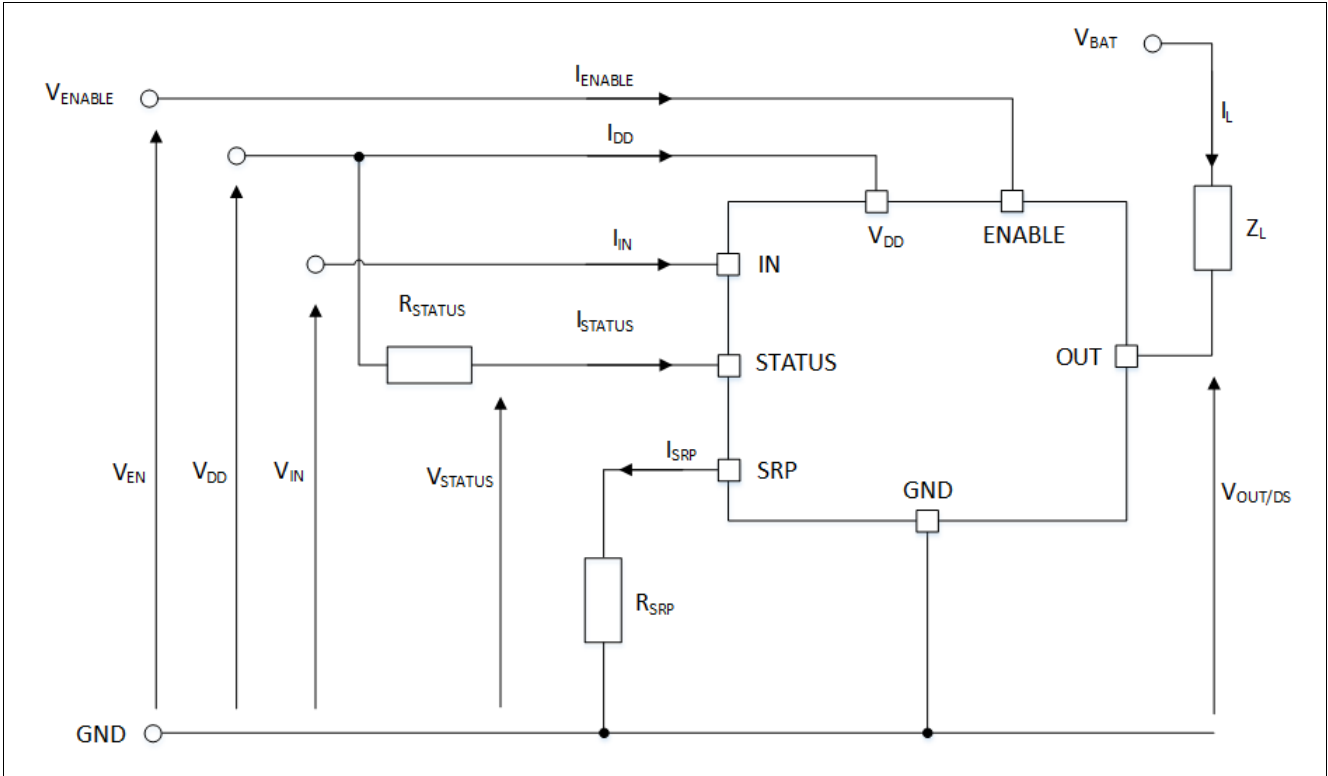 VBAT
IENABLE
VENABLE
IL
IDD
VDD
ENABLE
ZL
IIN
IN
RSTATUS
ISTATUS
STATUS
OUT
ISRP
SRP
VEN
VDD
VIN
VSTATUS
GND
VOUT/DS
RSRP
GND